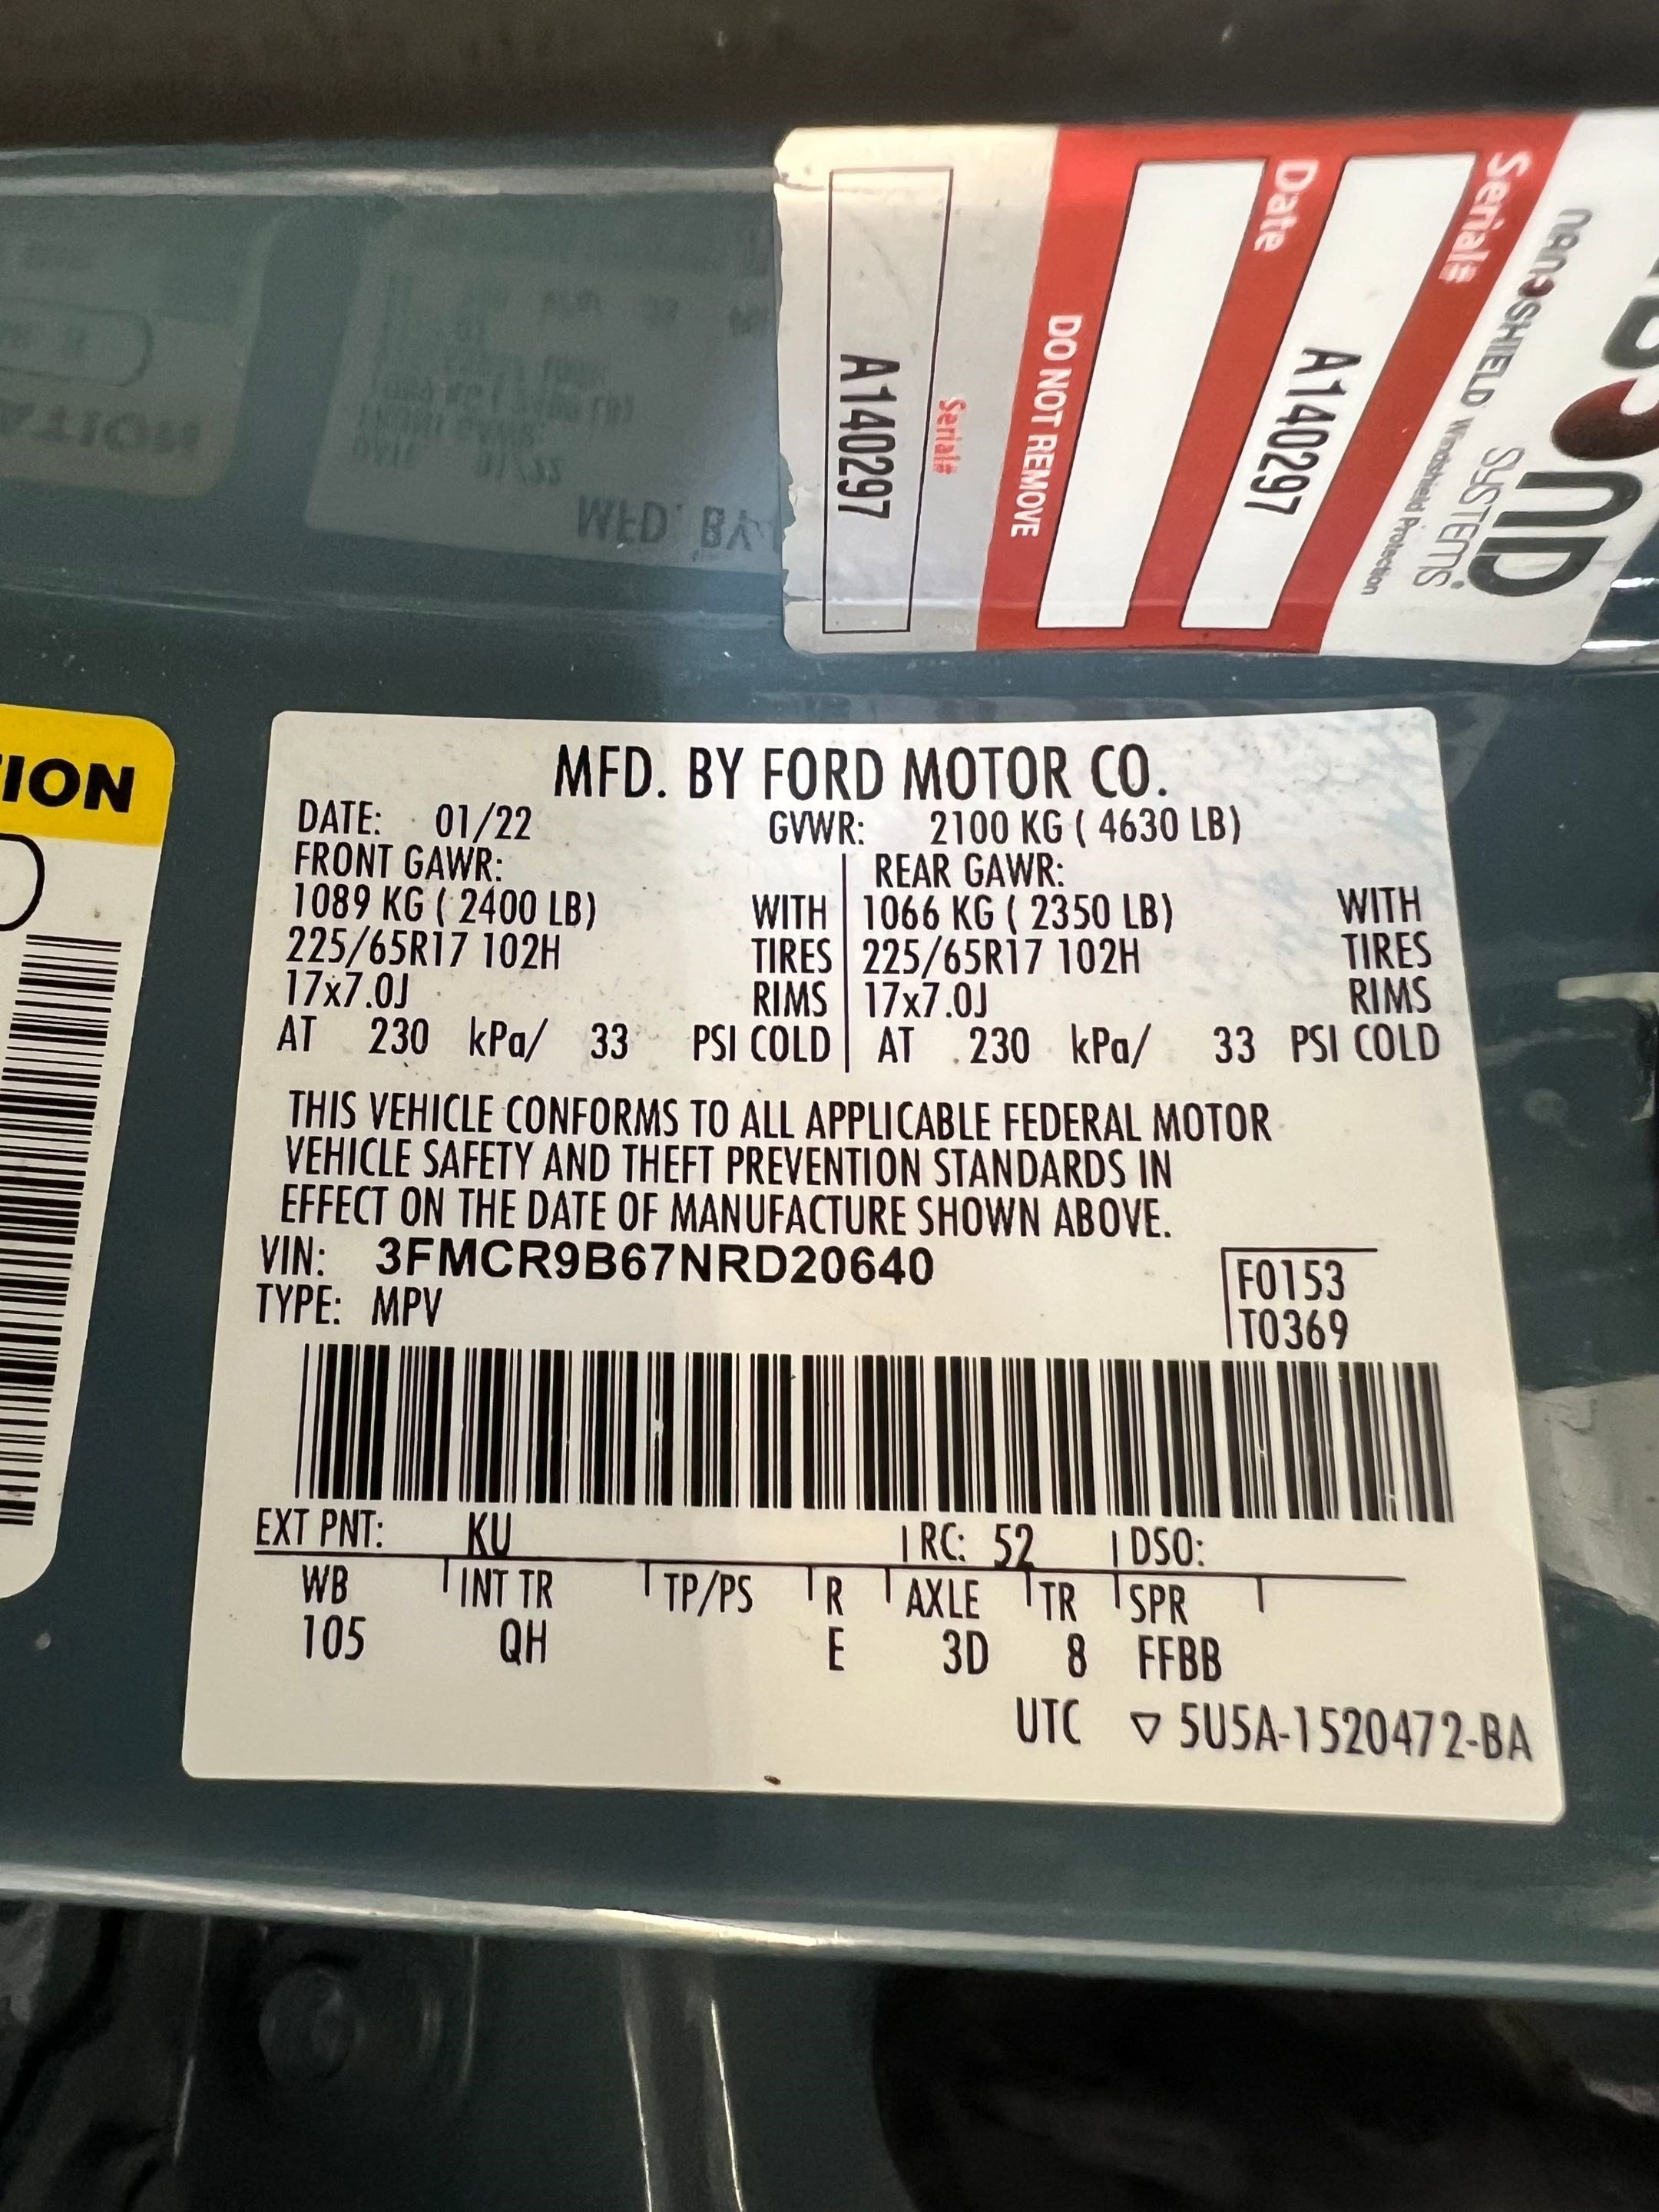 ION
B ND
SYSTEMS
nanoSHIELD Windshield Protection
Serial#
A140297
Date
DO NOT REMOVE
Serial#
A140297
MFD. BY FORD MOTOR CO.
DATE: 01/22 GVWR: 2100 KG ( 4630 LB)
FRONT GAWR: REAR GAWR:
1089 KG ( 2400 LB) WITH 1066 KG ( 2350 LB) WITH
225/65R17 102H TIRES 225/65R17 102H TIRES
17x7.0J RIMS 17x7.0J RIMS
AT 230 kPa/ 33 PSI COLD AT 230 kPa/ 33 PSI COLD
THIS VEHICLE CONFORMS TO ALL APPLICABLE FEDERAL MOTOR
VEHICLE SAFETY AND THEFT PREVENTION STANDARDS IN
EFFECT ON THE DATE OF MANUFACTURE SHOWN ABOVE.
VIN: 3FMCR9B67NRD20640 F0153
TYPE: MPV T0369
EXT PNT: KU RC: 52 DSO:
WB INT TR TP/PS R AXLE TR SPR
105 QH E 3D 8 FFBB
UTC ▽ 5U5A-1520472-BA